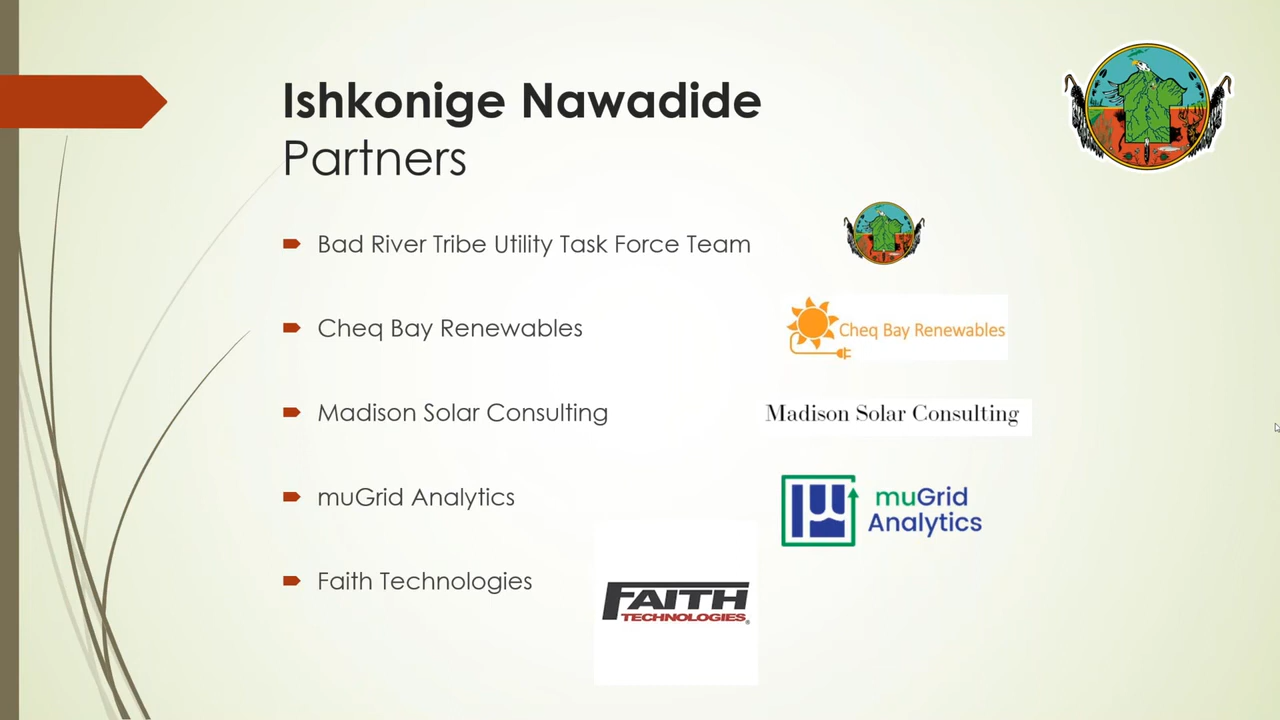 Ishkonige Nawadide
Partners
Bad River Tribe Utility Task Force Team
Cheq Bay Renewables
Cheq Bay Renewables
Madison Solar Consulting
Madison Solar Consulting
muGrid Analytics
muGrid
Analytics
Faith Technologies
FAITH
TECHNOLOGIES®